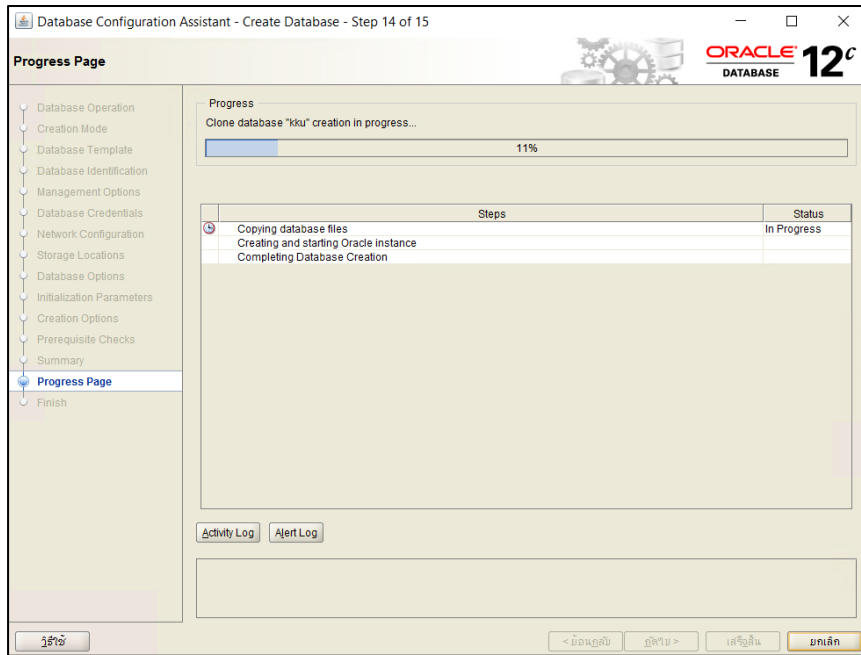 Database Configuration Assistant - Create Database - Step 14 of 15
Progress Page
ORACLE
DATABASE
12c
Database Operation
Creation Mode
Database Template
Database Identification
Management Options
Database Credentials
Network Configuration
Storage Locations
Database Options
Initialization Parameters
Creation Options
Prerequisite Checks
Summary
Progress Page
Finish
Progress
Clone database "kku" creation in progress...
11%
Steps Status
Copying database files In Progress
Creating and starting Oracle instance
Completing Database Creation
Activity Log Alert Log
วิธีใช้ < ย้อนกลับ ถัดไป > เสร็จสิ้น ยกเลิก